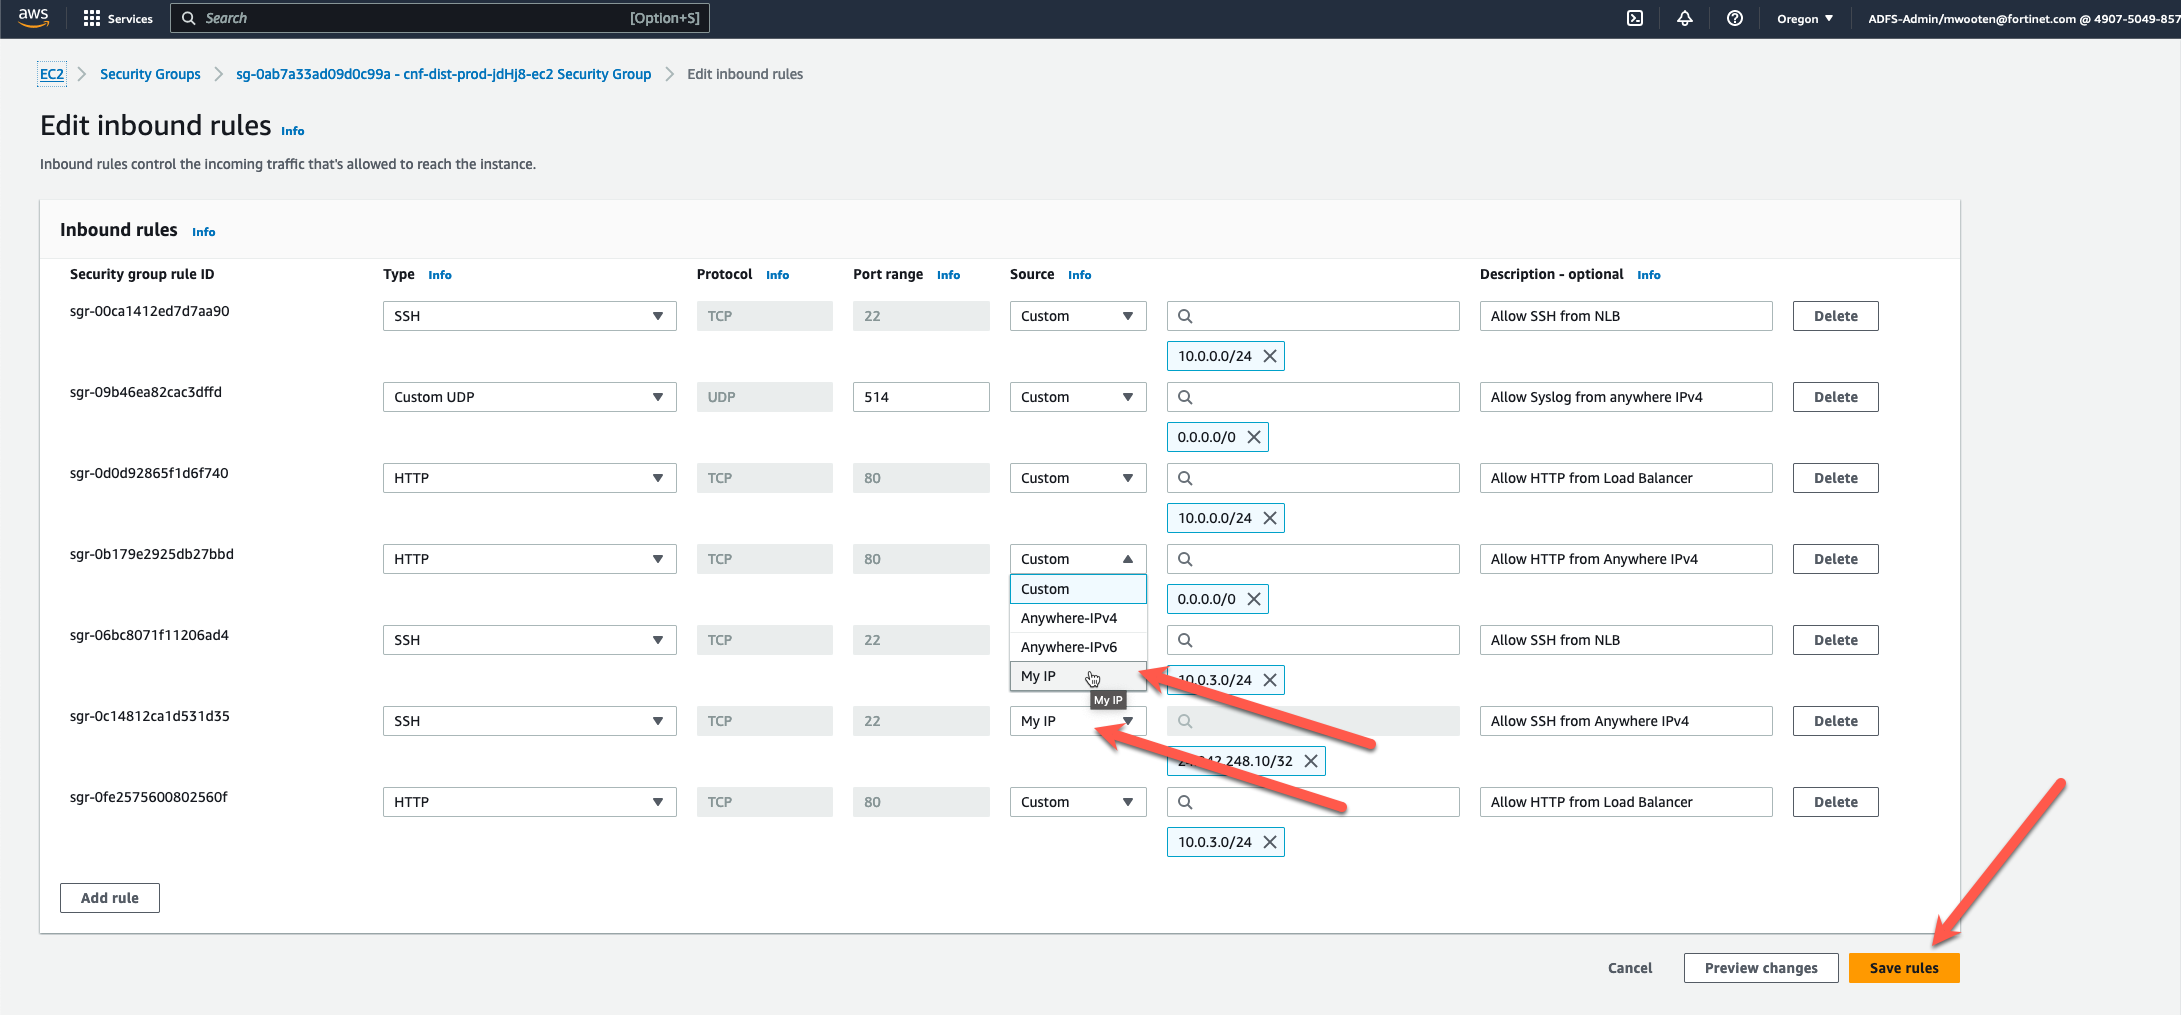 aws Services Search [Option+S] Oregon ADFS-Admin/mwooten@fortinet.com @ 4907-5049-857
EC2 Security Groups sg-0ab7a33ad09d0c99a - cnf-dist-prod-jdHj8-ec2 Security Group Edit inbound rules
Edit inbound rules Info
Inbound rules control the incoming traffic that's allowed to reach the instance.
Inbound rules Info
Security group rule ID Type Info Protocol Info Port range Info Source Info Description - optional Info
sgr-00ca1412ed7d7aa90 SSH TCP 22 Custom Allow SSH from NLB Delete
10.0.0.0/24
sgr-09b46ea82cac3dffd Custom UDP UDP 514 Custom Allow Syslog from anywhere IPv4 Delete
0.0.0.0/0
sgr-0d0d92865f1d6f740 HTTP TCP 80 Custom Allow HTTP from Load Balancer Delete
10.0.0.0/24
sgr-0b179e2925db27bbd HTTP TCP 80 Custom Allow HTTP from Anywhere IPv4 Delete
Custom
0.0.0.0/0
Anywhere-IPv4
sgr-06bc8071f11206ad4 SSH TCP 22 Allow SSH from NLB Delete
Anywhere-IPv6
My IP
10.0.3.0/24
My IP
sgr-0c14812ca1d531d35 SSH TCP 22 My IP Allow SSH from Anywhere IPv4 Delete
248.10/32
sgr-0fe2575600802560f HTTP TCP 80 Custom Allow HTTP from Load Balancer Delete
10.0.3.0/24
Add rule
Cancel Preview changes Save rules